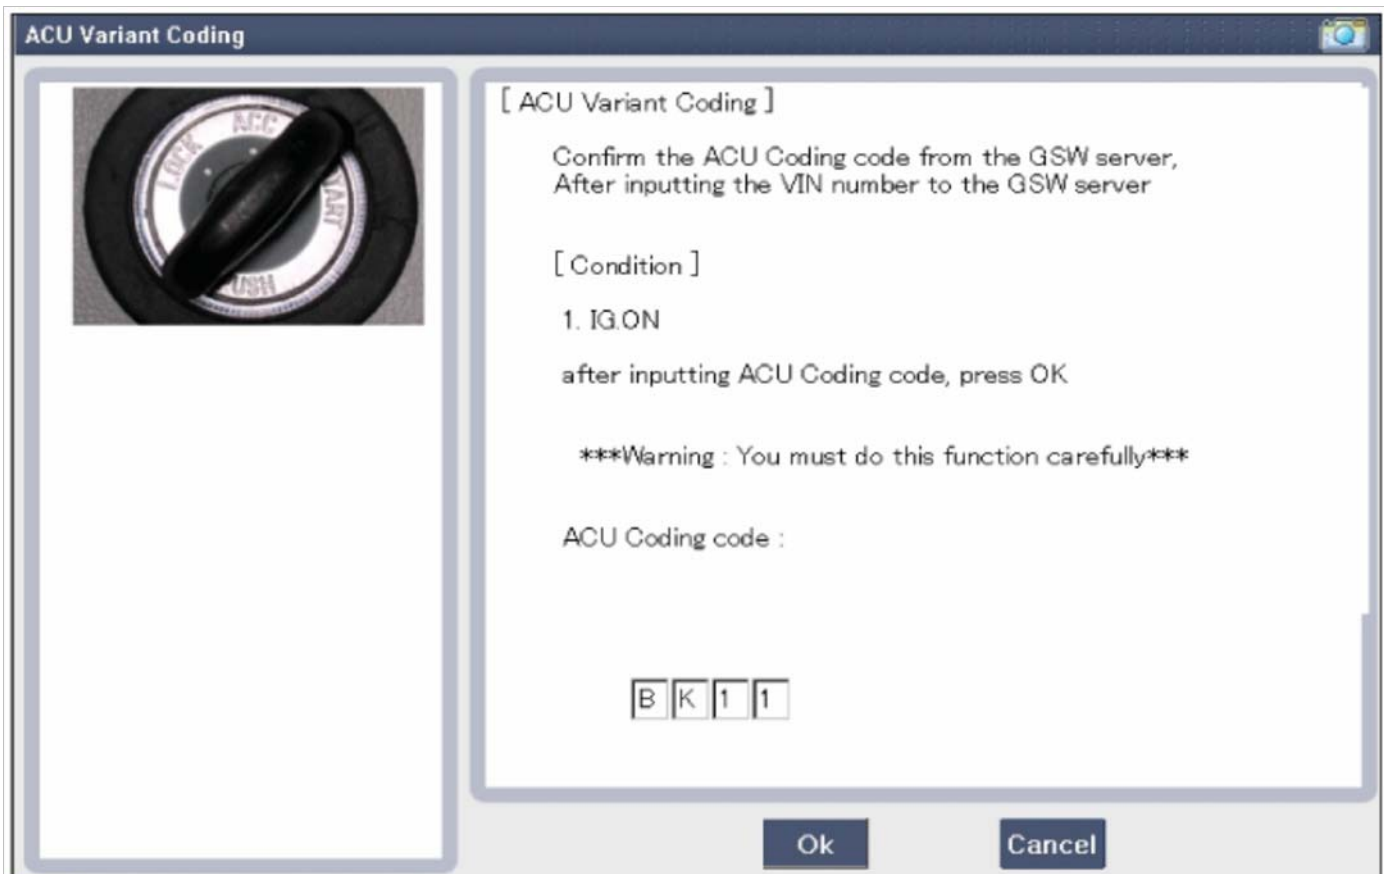 ACU Variant Coding
LOCK
ACC
START
PUSH
[ ACU Variant Coding ]
Confirm the ACU Coding code from the GSW server,
After inputting the VIN number to the GSW server
[ Condition ]
1. IG.ON
after inputting ACU Coding code, press OK
***Warning : You must do this function carefully***
ACU Coding code :
B K 1 1
Ok
Cancel